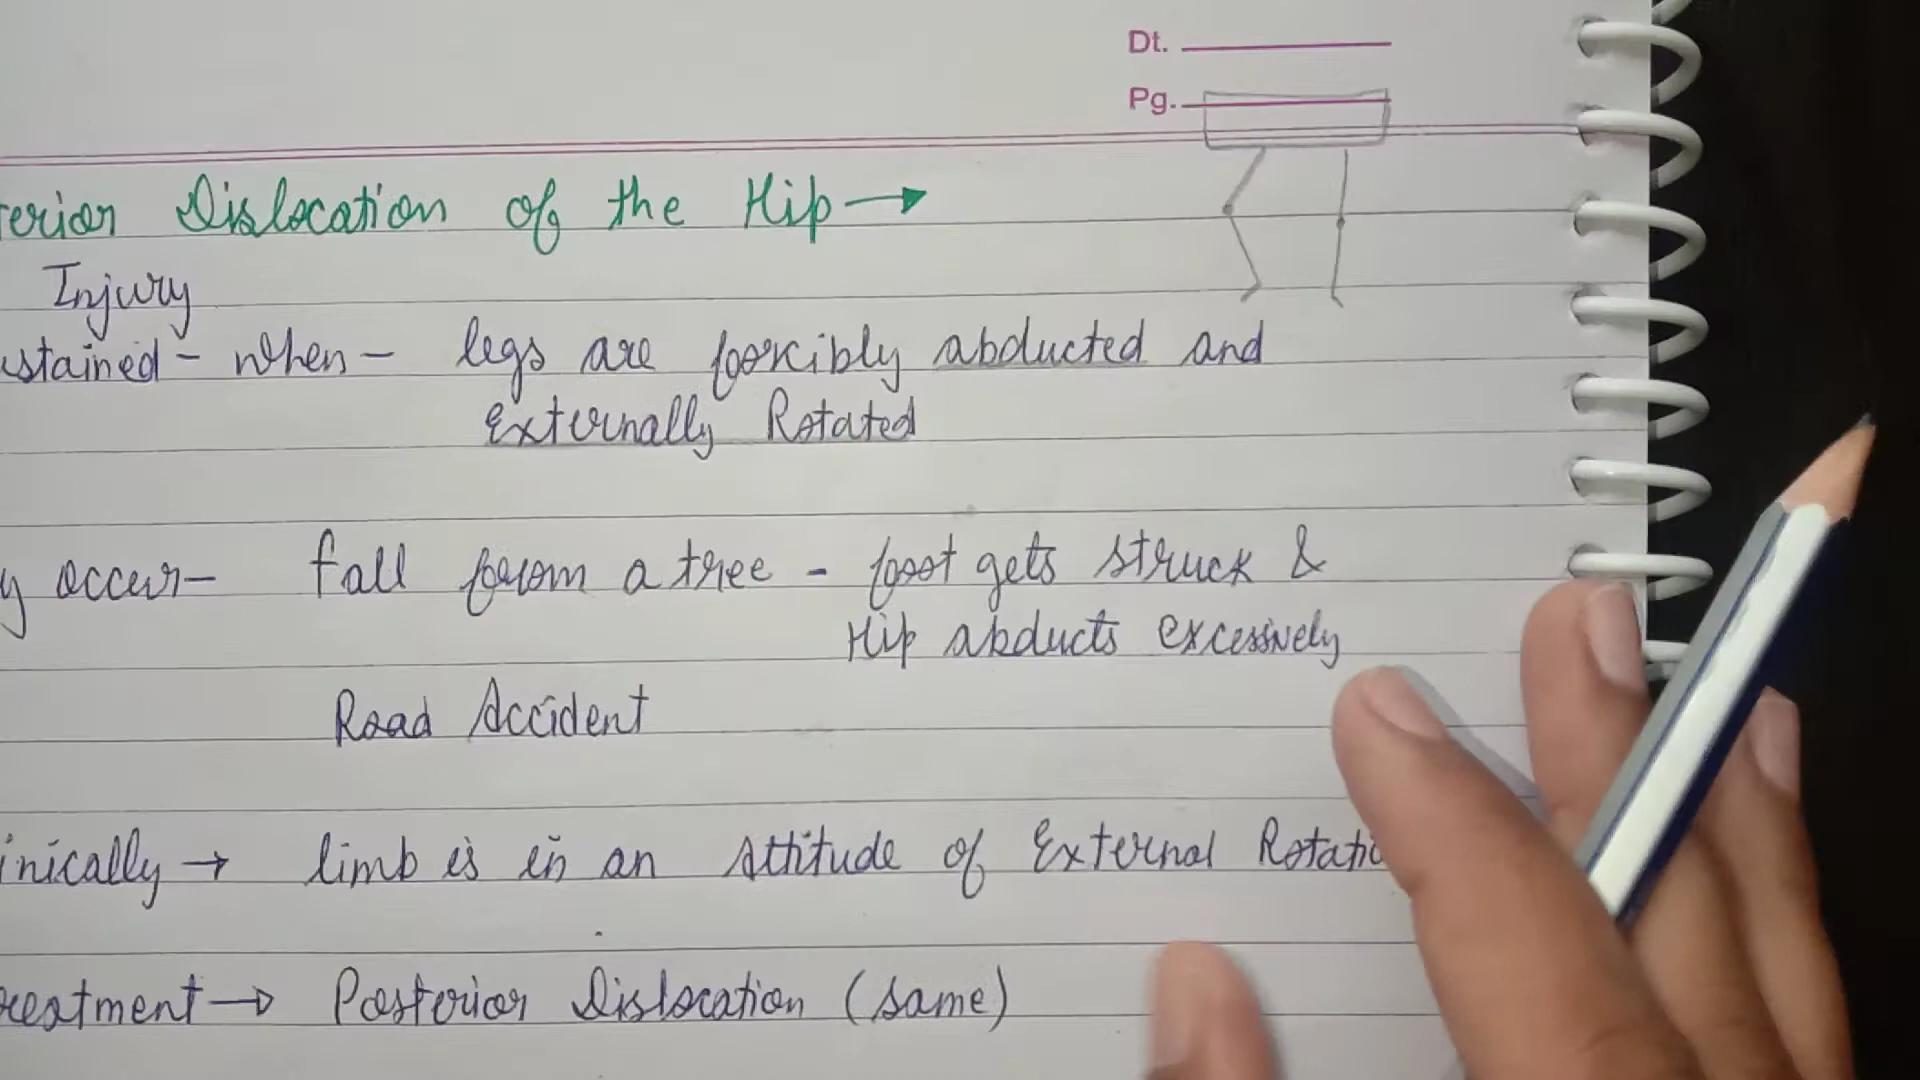 Dt.
Pg.
terior Dislocation of the Hip →
Injury
ustained - when - legs are forcibly abducted and
Externally Rotated
y occur - fall from a tree - foot gets struck &
Hip abducts excessively
Road Accident
inically → limb is in an Attitude of External Rotatio
reatment → Posterior Dislocation (same)